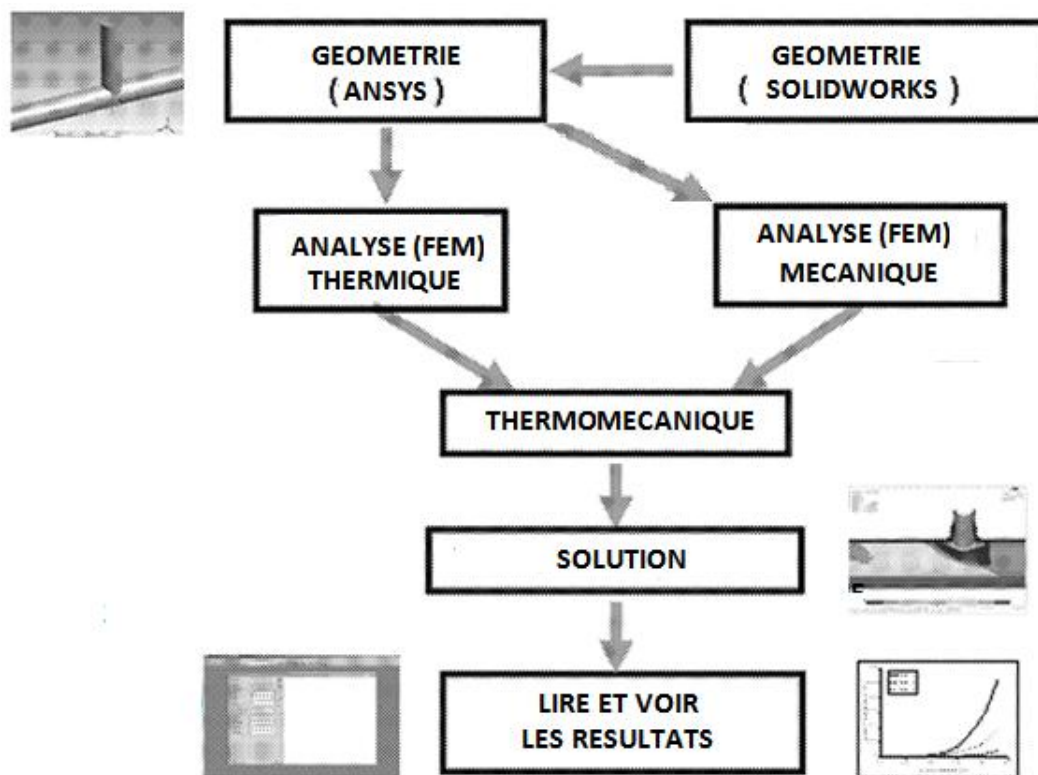 GEOMETRIE
( ANSYS )
GEOMETRIE
( SOLIDWORKS )
ANALYSE (FEM)
THERMIQUE
ANALYSE (FEM)
MECANIQUE
THERMOMECANIQUE
SOLUTION
LIRE ET VOIR
LES RESULTATS